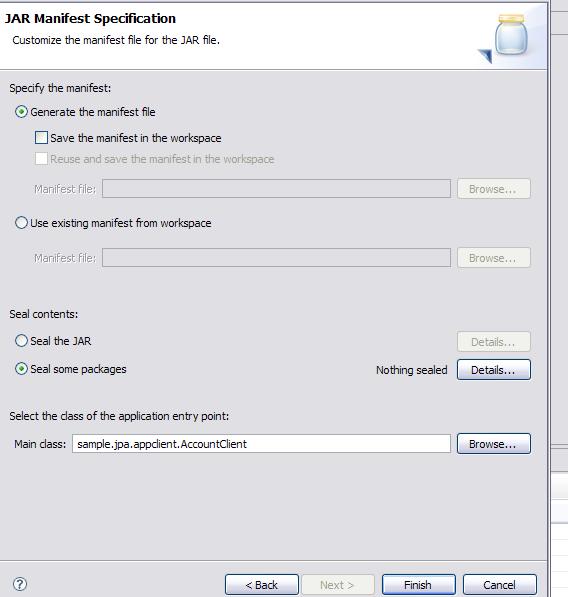 JAR Manifest Specification
Customize the manifest file for the JAR file.
Specify the manifest:
Generate the manifest file
Save the manifest in the workspace
Reuse and save the manifest in the workspace
Manifest file: Browse...
Use existing manifest from workspace
Manifest file: Browse...
Seal contents:
Seal the JAR Details...
Seal some packages Nothing sealed Details...
Select the class of the application entry point:
Main class: sample.jpa.appclient.AccountClient Browse...
? < Back Next > Finish Cancel